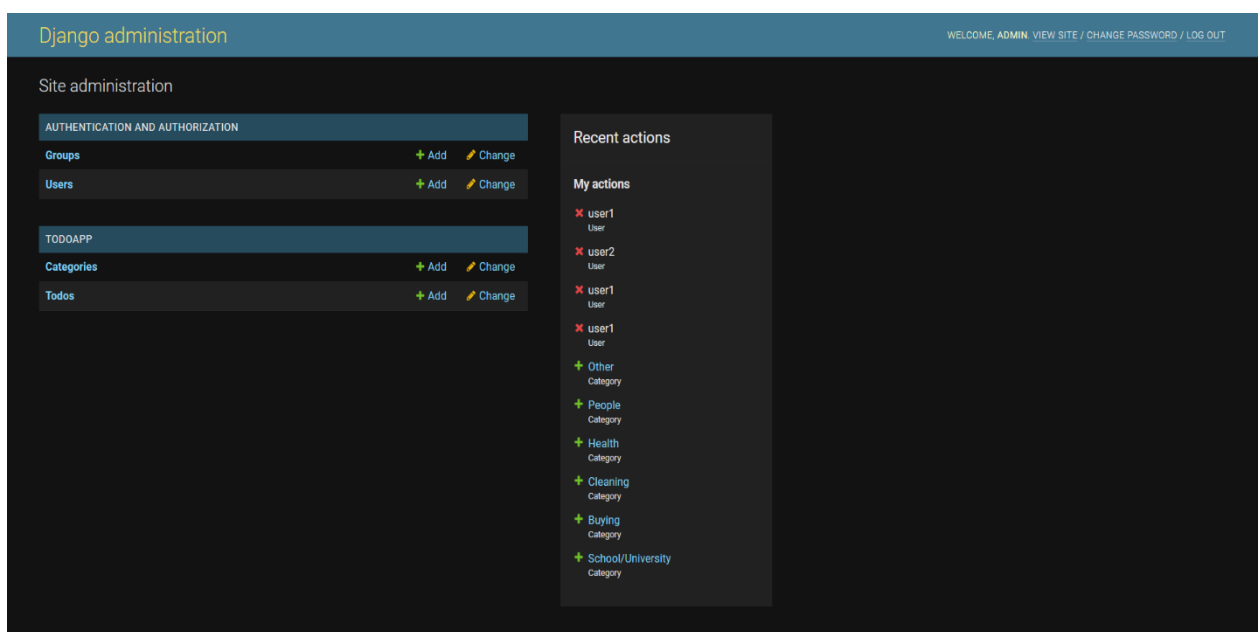 Django administration
WELCOME, ADMIN. VIEW SITE / CHANGE PASSWORD / LOG OUT
Site administration
AUTHENTICATION AND AUTHORIZATION
Groups Add Change
Users Add Change
TODOAPP
Categories Add Change
Todos Add Change
Recent actions
My actions
user1
User
user2
User
user1
User
user1
User
Other
Category
People
Category
Health
Category
Cleaning
Category
Buying
Category
School/University
Category